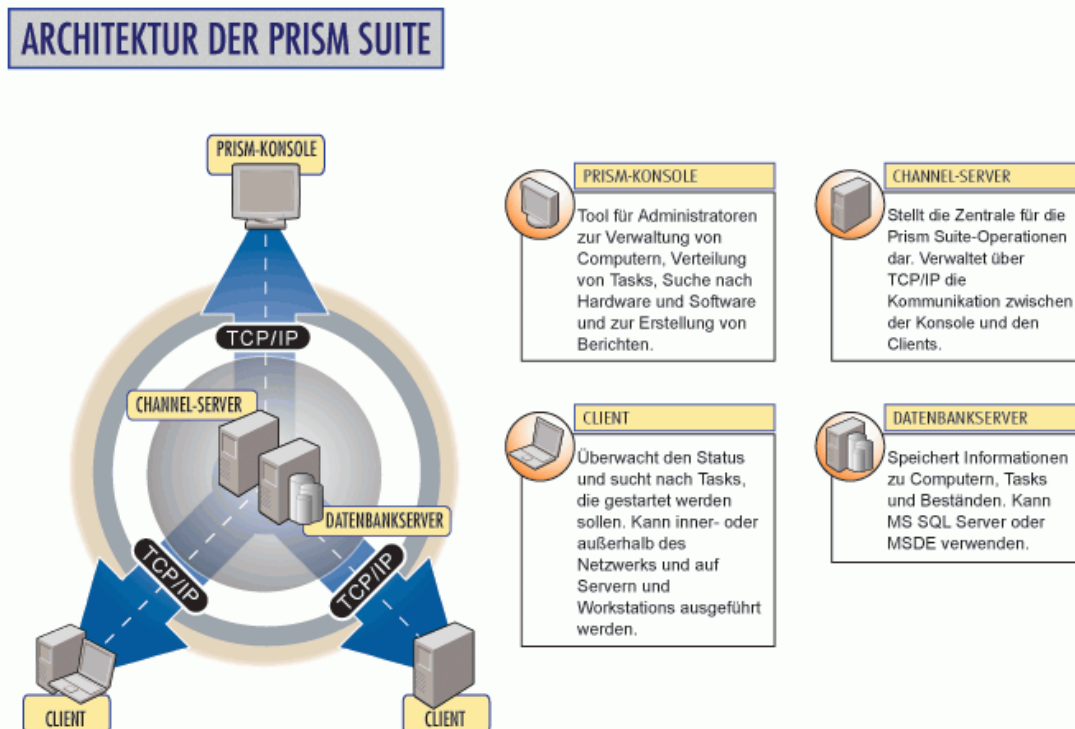 ARCHITEKTUR DER PRISM SUITE
PRISM-KONSOLE
TCP/IP
CHANNEL-SERVER
DATENBANKSERVER
TCP/IP
TCP/IP
CLIENT
CLIENT
PRISM-KONSOLE
Tool für Administratoren
zur Verwaltung von
Computern, Verteilung
von Tasks, Suche nach
Hardware und Software
und zur Erstellung von
Berichten.
CHANNEL-SERVER
Stellt die Zentrale für die
Prism Suite-Operationen
dar. Verwaltet über
TCP/IP die
Kommunikation zwischen
der Konsole und den
Clients.
CLIENT
Überwacht den Status
und sucht nach Tasks,
die gestartet werden
sollen. Kann inner- oder
außerhalb des
Netzwerks und auf
Servern und
Workstations ausgeführt
werden.
DATENBANKSERVER
Speichert Informationen
zu Computern, Tasks
und Beständen. Kann
MS SQL Server oder
MSDE verwenden.